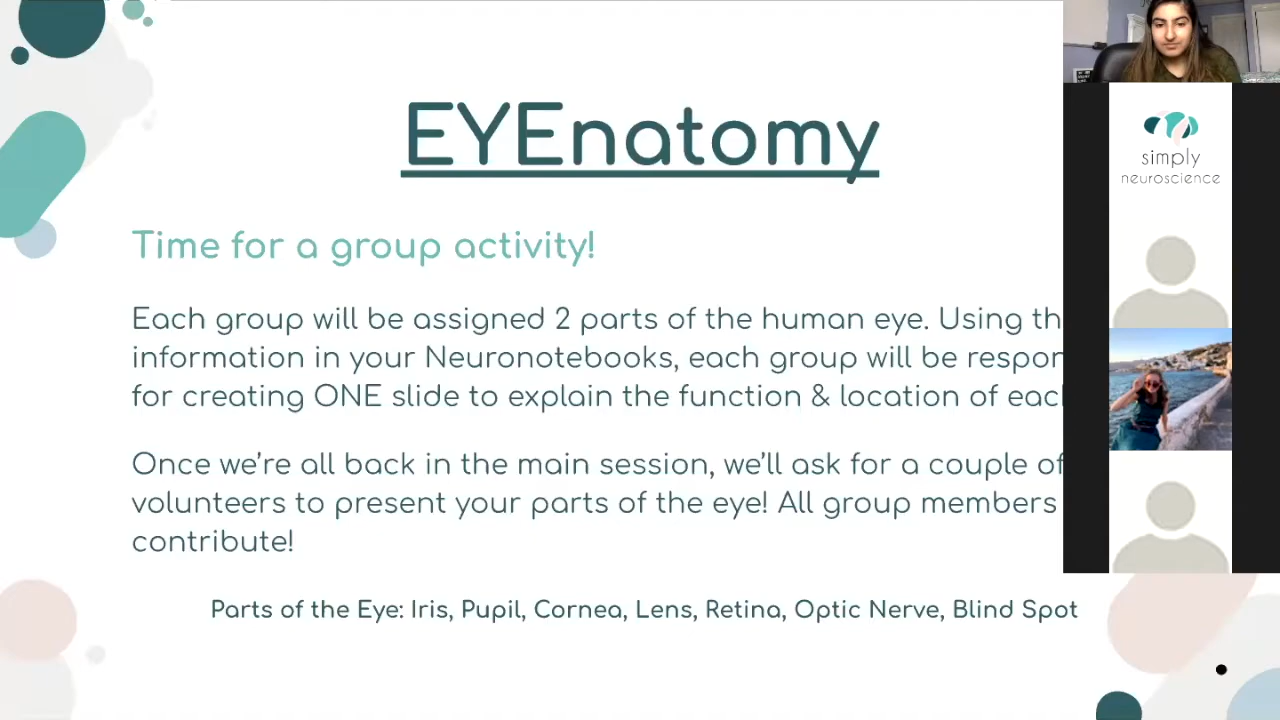 EYEnatomy
simply
neuroscience
Time for a group activity!
Each group will be assigned 2 parts of the human eye. Using
information in your Neuronotebooks, each group will be
for creating ONE slide to explain the function & location of
Once we're all back in the main session, we'll ask for a couple of
volunteers to present your parts of the eye! All group members
contribute!
Parts of the Eye: Iris, Pupil, Cornea, Lens, Retina, Optic Nerve, Blind Spot